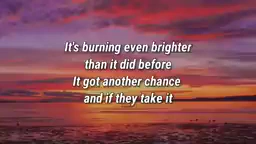 It's burning even brighter
than it did before
It got another chance
and if they take it